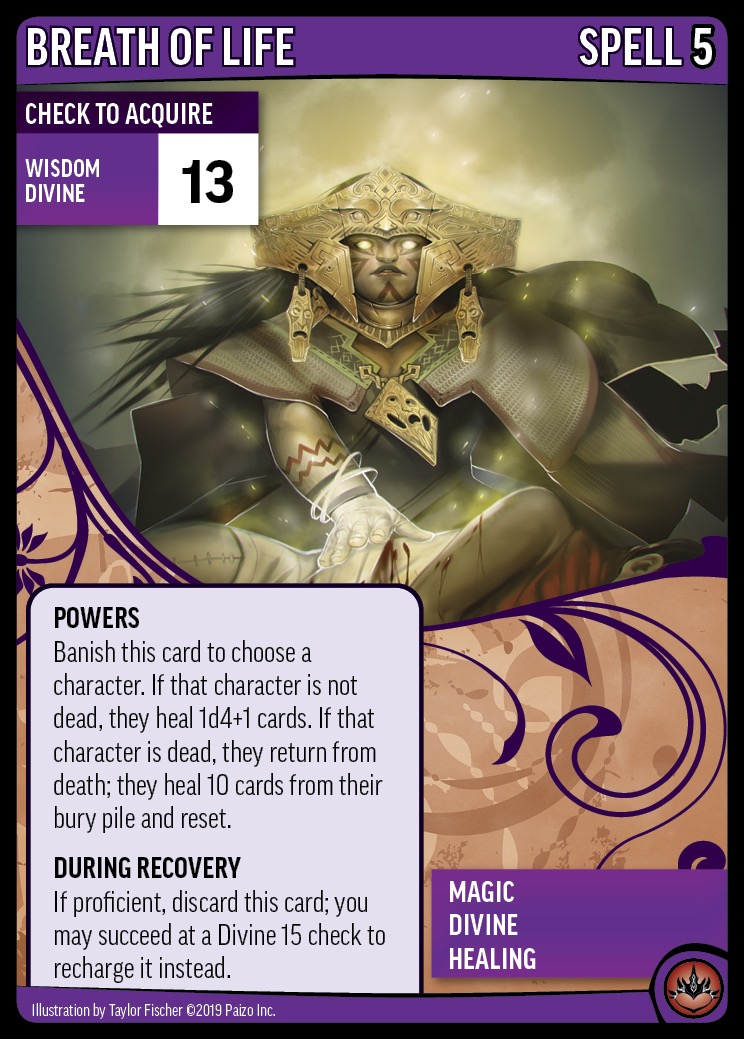 BREATH OF LIFE SPELL 5
CHECK TO ACQUIRE
WISDOM
DIVINE
13
POWERS
Banish this card to choose a
character. If that character is not
dead, they heal 1d4+1 cards. If that
character is dead, they return from
death; they heal 10 cards from their
bury pile and reset.
DURING RECOVERY
If proficient, discard this card; you
may succeed at a Divine 15 check to
recharge it instead.
MAGIC
DIVINE
HEALING
Illustration by Taylor Fischer ©2019 Paizo Inc.